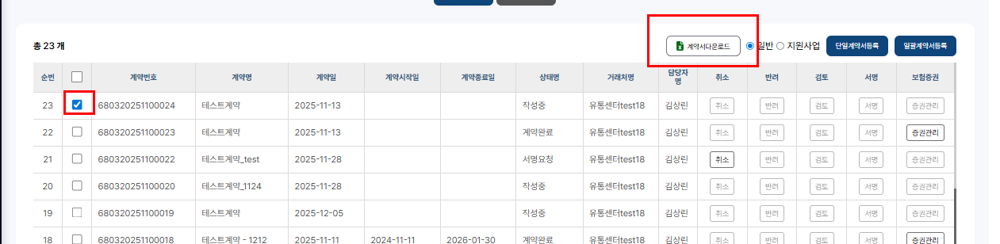 총 23 개
계약서다운로드 일반 지원사업 단일계약서등록 일괄계약서등록
순번 계약번호 계약명 계약일 계약시작일 계약종료일 상태명 거래처명 담당자명 취소 반려 검토 서명 보험증권
23 680320251100024 테스트계약 2025-11-13 작성중 유통센터test18 김상린 취소 반려 검토 서명 증권관리
22 680320251100023 테스트계약 2025-11-13 계약완료 유통센터test18 김상린 취소 반려 검토 서명 증권관리
21 680320251100022 테스트계약_test 2025-11-28 서명요청 유통센터test18 김상린 취소 반려 검토 서명 증권관리
20 680320251100020 테스트계약_1124 2025-11-28 작성중 유통센터test18 김상린 취소 반려 검토 서명 증권관리
19 680320251100019 테스트계약 2025-12-05 작성중 유통센터test18 김상린 취소 반려 검토 서명 증권관리
18 680320251100018 테스트계약 - 1212 2025-11-11 2024-11-11 2026-01-30 계약완료 유통센터test18 김상린 취소 반려 검토 서명 증권관리